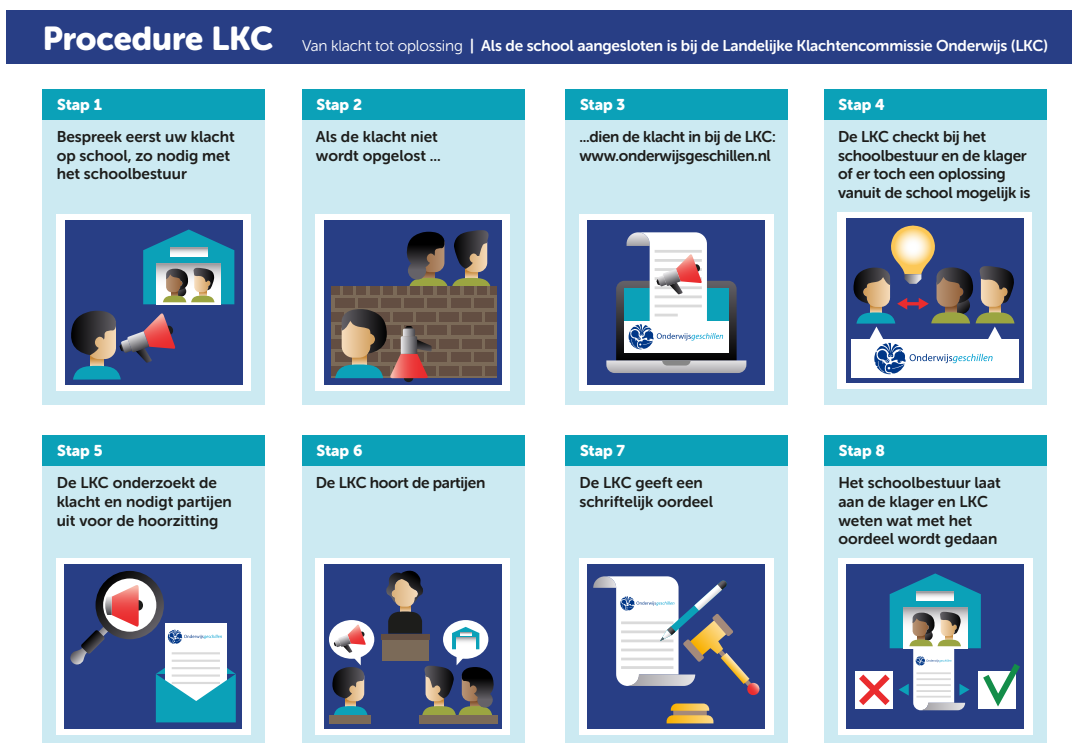 Procedure LKC Van klacht tot oplossing | Als de school aangesloten is bij de Landelijke Klachtencommissie Onderwijs (LKC)
Stap 1
Bespreek eerst uw klacht
op school, zo nodig met
het schoolbestuur
Stap 2
Als de klacht niet
wordt opgelost ...
Stap 3
...dien de klacht in bij de LKC:
www.onderwijsgeschillen.nl
Onderwijsgeschillen
Stap 4
De LKC checkt bij het
schoolbestuur en de klager
of er toch een oplossing
vanuit de school mogelijk is
Onderwijsgeschillen
Stap 5
De LKC onderzoekt de
klacht en nodigt partijen
uit voor de hoorzitting
Onderwijsgeschillen
Stap 6
De LKC hoort de partijen
Stap 7
De LKC geeft een
schriftelijk oordeel
Onderwijsgeschillen
Stap 8
Het schoolbestuur laat
aan de klager en LKC
weten wat met het
oordeel wordt gedaan
Onderwijsgeschillen